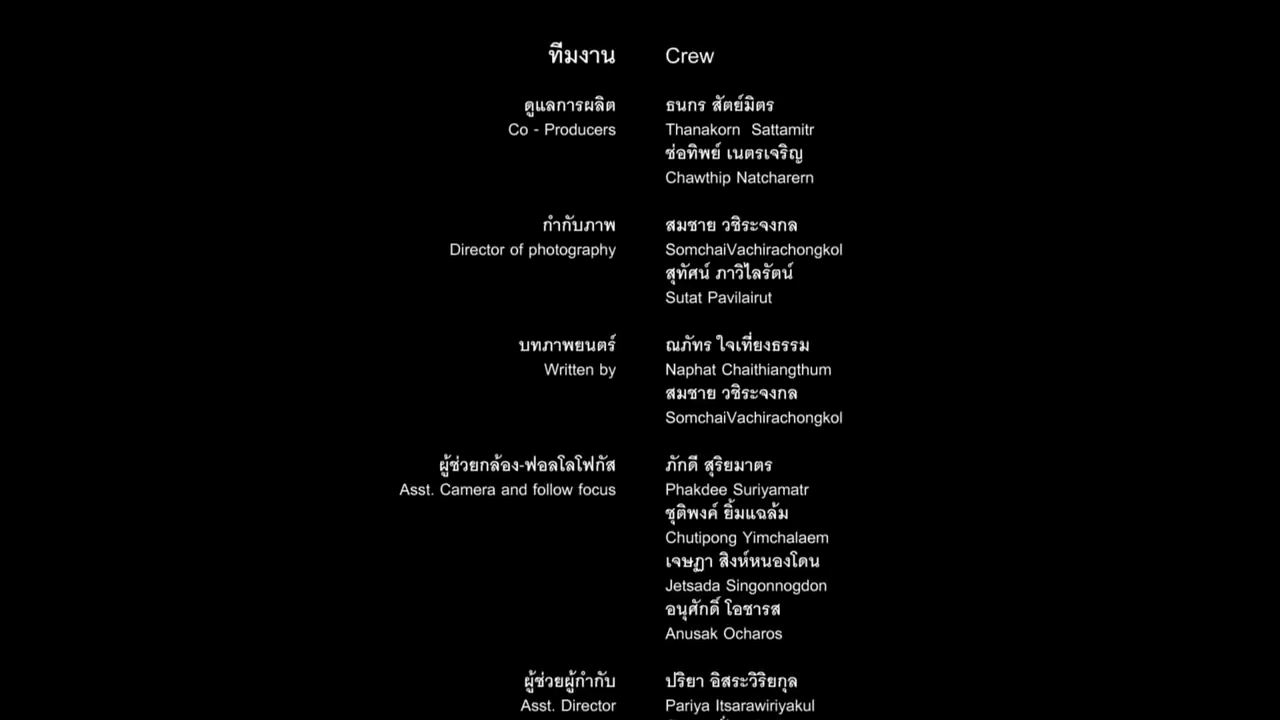 ทีมงาน Crew
ดูแลการผลิต ธนกร สัตย์มิตร
Co - Producers Thanakorn Sattamitr
ช่อทิพย์ เนตรเจริญ
Chawthip Natcharern
กำกับภาพ สมชาย วชิระจงกล
Director of photography SomchaiVachirachongkol
สุทัศน์ ภาวิไลรัตน์
Sutat Pavilairut
บทภาพยนตร์ ณภัทร ใจเที่ยงธรรม
Written by Naphat Chaithiangthum
สมชาย วชิระจงกล
SomchaiVachirachongkol
ผู้ช่วยกล้อง-ฟอลโลโฟกัส ภักดี สุริยมาตร
Asst. Camera and follow focus Phakdee Suriyamatr
ชุติพงค์ ยิ้มแฉล้ม
Chutipong Yimchalaem
เจษฎา สิงห์หนองโดน
Jetsada Singonnogdon
อนุศักดิ์ โอชารส
Anusak Ocharos
ผู้ช่วยผู้กำกับ ปริยา อิสระวิริยกุล
Asst. Director Pariya Itsarawiriyakul